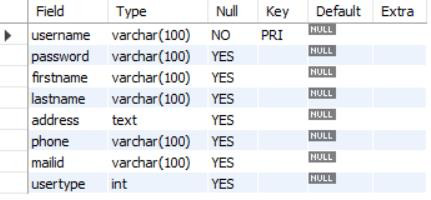 Field Type Null Key Default Extra
username varchar(100) NO PRI NULL
password varchar(100) YES NULL
firstname varchar(100) YES NULL
lastname varchar(100) YES NULL
address text YES NULL
phone varchar(100) YES NULL
mailid varchar(100) YES NULL
usertype int YES NULL